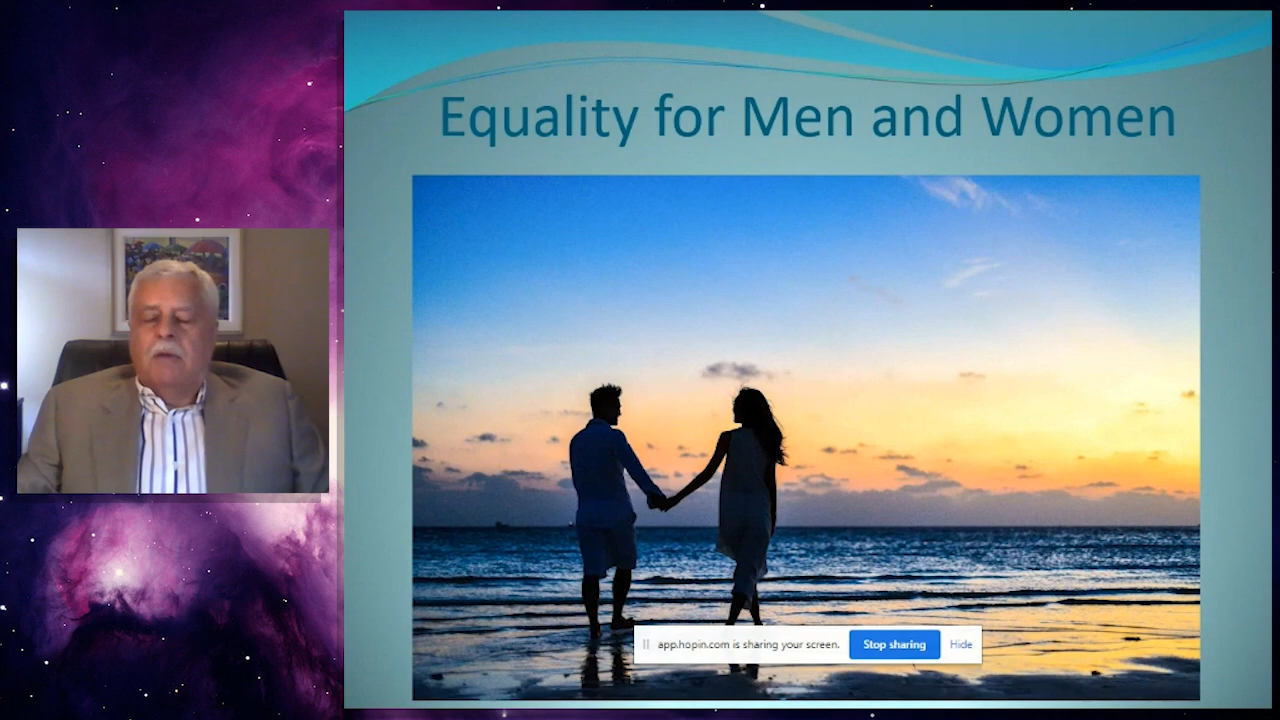 Equality for Men and Women
app.hopin.com is sharing your screen. Stop sharing Hide